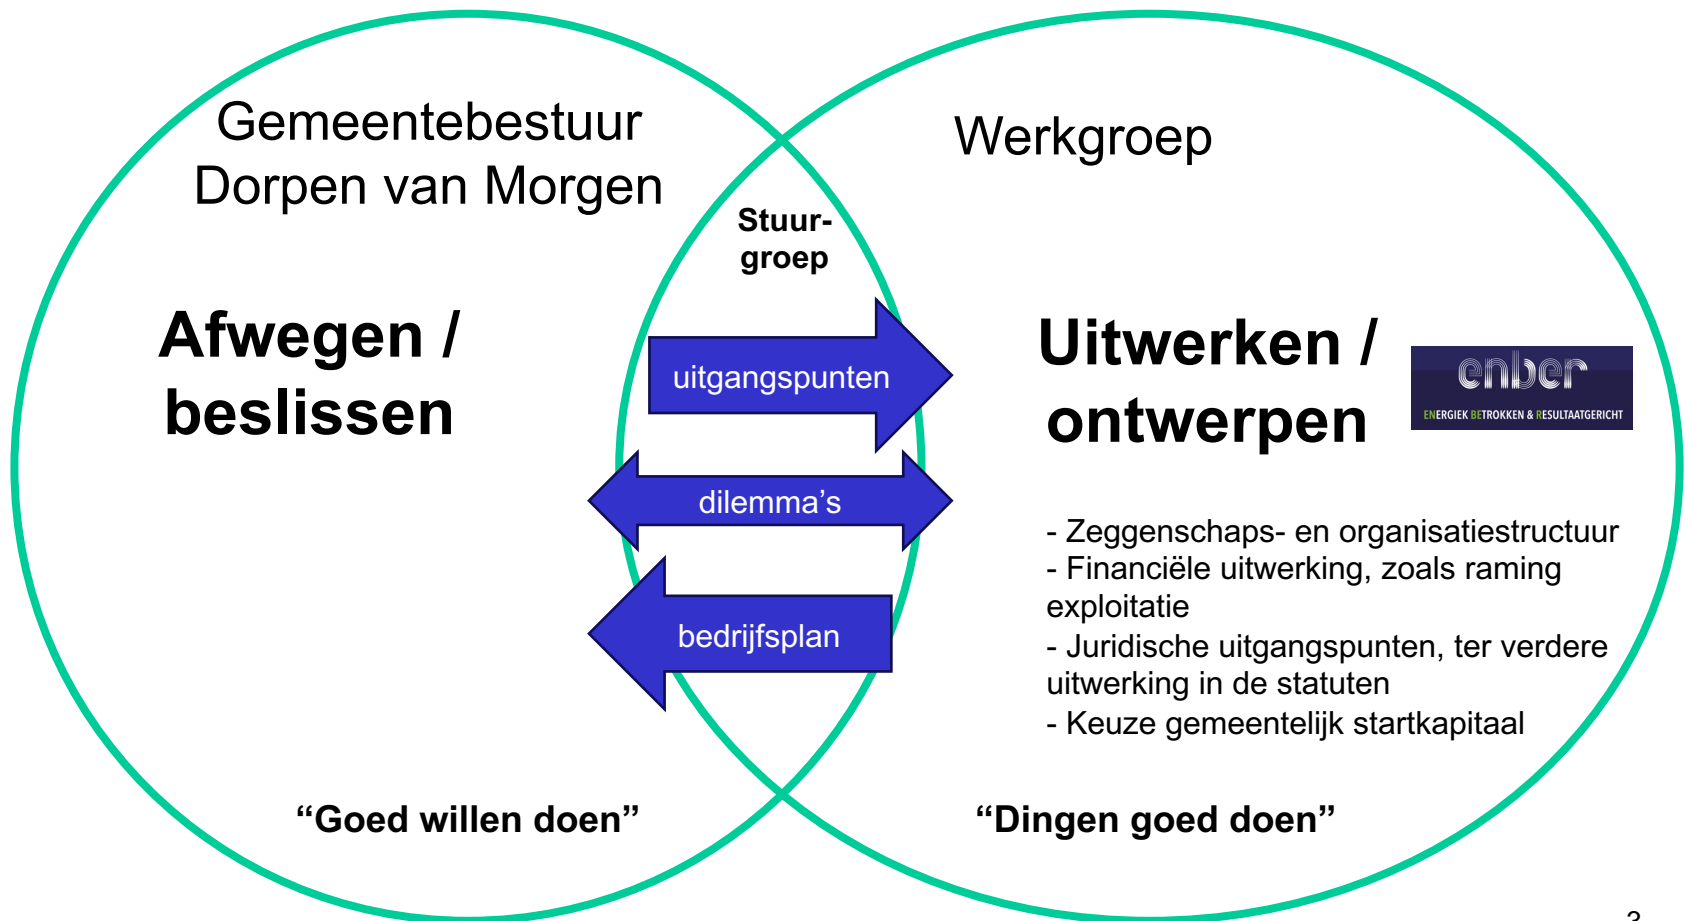 Gemeentebestuur
Dorpen van Morgen
Werkgroep
Stuur-
groep
Afwegen /
beslissen
Uitwerken /
ontwerpen
enber
ENERGIEK BETROKKEN & RESULTAATGERICHT
uitgangspunten
dilemma’s
bedrijfsplan
- Zeggenschaps- en organisatiestructuur
- Financiële uitwerking, zoals raming
exploitatie
- Juridische uitgangspunten, ter verdere
uitwerking in de statuten
- Keuze gemeentelijk startkapitaal
“Goed willen doen”
“Dingen goed doen”
3